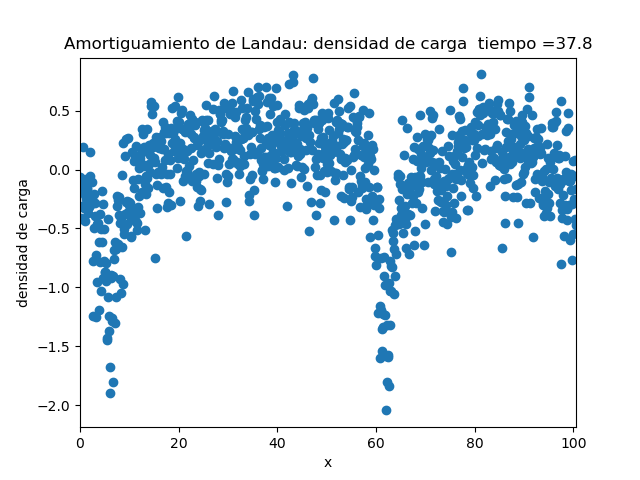 Amortiguamiento de Landau: densidad de carga  tiempo =37.8
densidad de carga
0.5
0.0
−0.5
−1.0
−1.5
−2.0
0 20 40 60 80 100
x